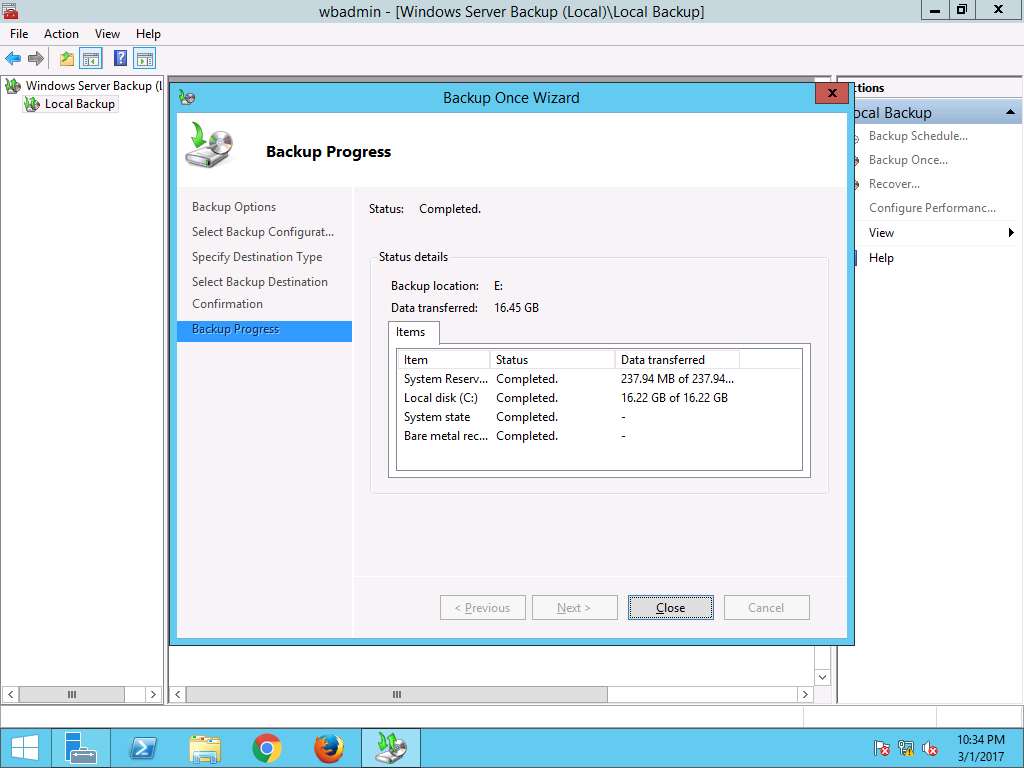 wbadmin - [Windows Server Backup (Local)\Local Backup]
File Action View Help
Windows Server Backup (L
Local Backup
Backup Once Wizard
Backup Progress
Backup Options
Select Backup Configurat...
Specify Destination Type
Select Backup Destination
Confirmation
Backup Progress
Status: Completed.
Status details
Backup location: E:
Data transferred: 16.45 GB
Items
Item Status Data transferred
System Reserv... Completed. 237.94 MB of 237.94...
Local disk (C:) Completed. 16.22 GB of 16.22 GB
System state Completed. -
Bare metal rec... Completed. -
< Previous Next > Close Cancel
ctions
ocal Backup
Backup Schedule...
Backup Once...
Recover...
Configure Performanc...
View
Help
10:34 PM
3/1/2017